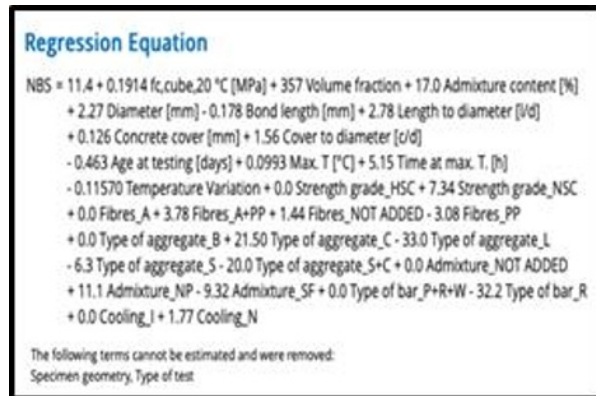 Regression Equation
NBS = 11.4 + 0.1914 fc,cube,20 °C [MPa] + 357 Volume fraction + 17.0 Admixture content [%]
+ 2.27 Diameter [mm] - 0.178 Bond length [mm] + 2.78 Length to diameter [l/d]
+ 0.126 Concrete cover [mm] + 1.56 Cover to diameter [c/d]
- 0.463 Age at testing [days] + 0.0993 Max. T [°C] + 5.15 Time at max. T. [h]
- 0.11570 Temperature Variation + 0.0 Strength grade_HSC + 7.34 Strength grade_NSC
+ 0.0 Fibres_A + 3.78 Fibres_A+PP + 1.44 Fibres_NOT ADDED - 3.08 Fibres_PP
+ 0.0 Type of aggregate_B + 21.50 Type of aggregate_C - 33.0 Type of aggregate_L
- 6.3 Type of aggregate_S - 20.0 Type of aggregate_S+C + 0.0 Admixture_NOT ADDED
+ 11.1 Admixture_NP - 9.32 Admixture_SF + 0.0 Type of bar_P+R+W - 32.2 Type of bar_R
+ 0.0 Cooling_I + 1.77 Cooling_N
The following terms cannot be estimated and were removed:
Specimen geometry, Type of test